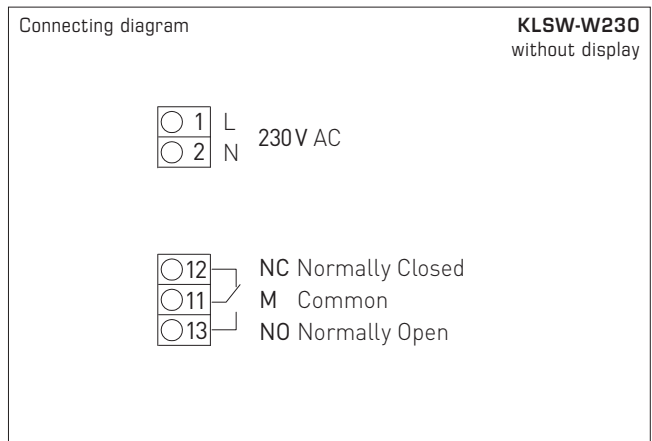 Connecting diagram KLSW-W230
without display
1 L
230 V AC
2 N
12 NC Normally Closed
11 M Common
13 NO Normally Open